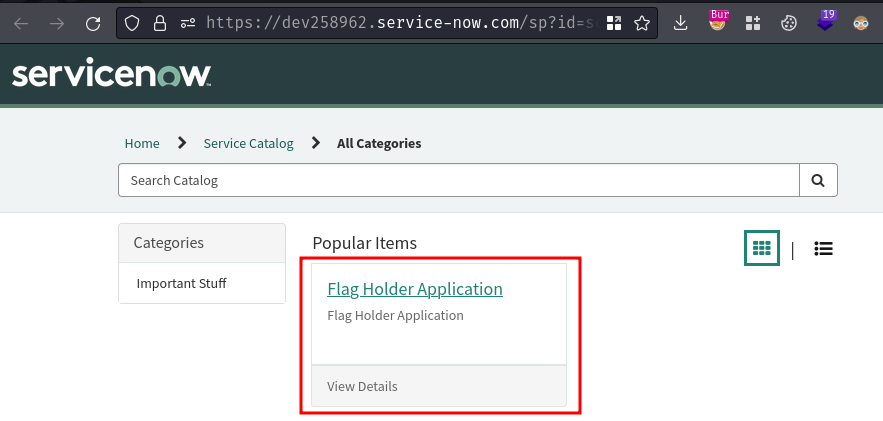 https://dev258962.service-now.com/sp?id=sc
Bur
19
servicenow
Home > Service Catalog > All Categories
Search Catalog
Categories
Important Stuff
Popular Items
Flag Holder Application
Flag Holder Application
View Details